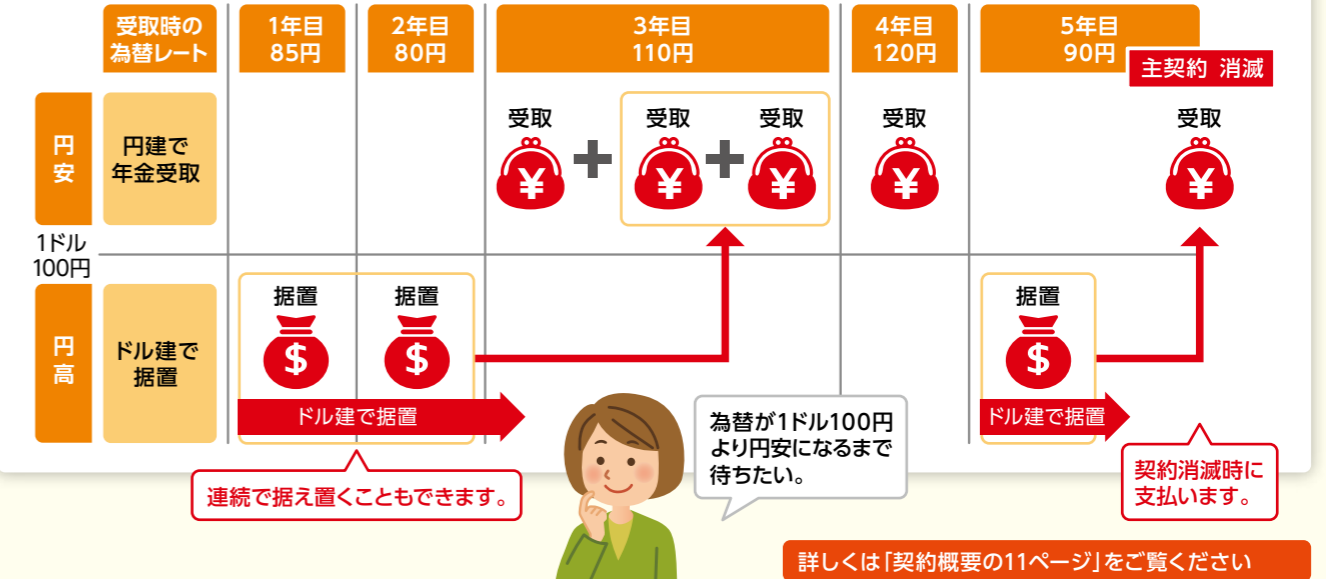 受取時の
為替レート
1年目
85円
2年目
80円
3年目
110円
4年目
120円
5年目
90円
主契約 消滅
円安
円建で
年金受取
受取
¥
+
受取
¥
+
受取
¥
受取
¥
受取
¥
1ドル
100円
円高
ドル建で
据置
据置
$
据置
$
据置
$
ドル建で据置
ドル建で据置
連続で据え置くこともできます。
為替が1ドル100円
より円安になるまで
待ちたい。
契約消滅時に
支払います。
詳しくは「契約概要の11ページ」をご覧ください